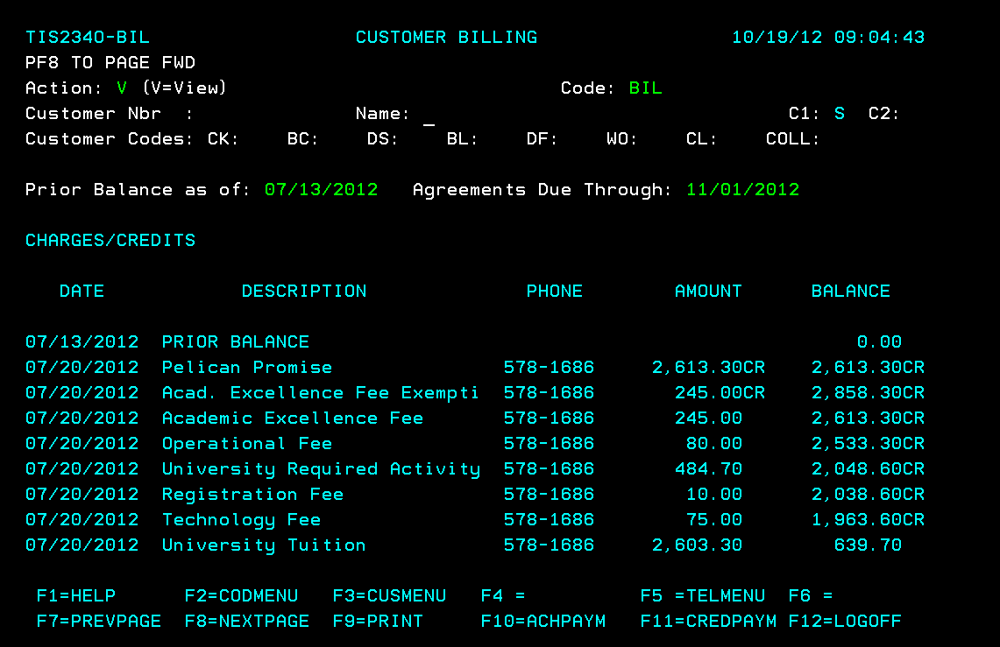 TIS234O-BIL CUSTOMER BILLING 10/19/12 09:04:43
PF8 TO PAGE FWD
Action: V (V=View) Code: BIL
Customer Nbr : Name: _ C1: S C2:
Customer Codes: CK: BC: DS: BL: DF: WO: CL: COLL:
Prior Balance as of: 07/13/2012 Agreements Due Through: 11/01/2012
CHARGES/CREDITS
DATE DESCRIPTION PHONE AMOUNT BALANCE
07/13/2012 PRIOR BALANCE 0.00
07/20/2012 Pelican Promise 578-1686 2,613.30CR 2,613.30CR
07/20/2012 Acad. Excellence Fee Exempti 578-1686 245.00CR 2,858.30CR
07/20/2012 Academic Excellence Fee 578-1686 245.00 2,613.30CR
07/20/2012 Operational Fee 578-1686 80.00 2,533.30CR
07/20/2012 University Required Activity 578-1686 484.70 2,048.60CR
07/20/2012 Registration Fee 578-1686 10.00 2,038.60CR
07/20/2012 Technology Fee 578-1686 75.00 1,963.60CR
07/20/2012 University Tuition 578-1686 2,603.30 639.70
F1=HELP F2=CODMENU F3=CUSMENU F4 = F5 =TELMENU F6 =
F7=PREVPAGE F8=NEXTPAGE F9=PRINT F10=ACHPAYM F11=CREDPAYM F12=LOGOFF